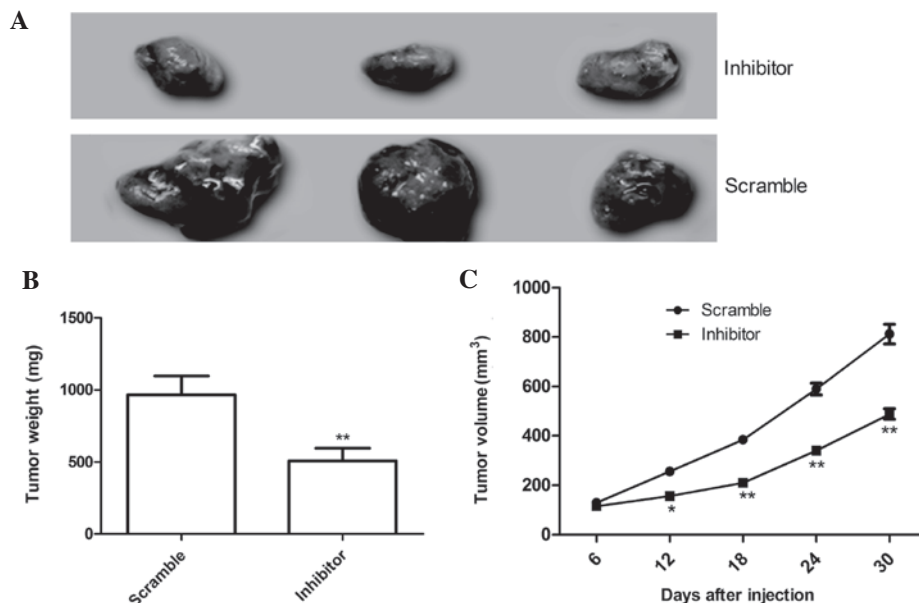 A
Inhibitor
Scramble
B
Tumor weight (mg)
1500
1000
500
0
**
Scramble
Inhibitor
C
Tumor volume (mm³)
1000
800
600
400
200
0
Scramble
Inhibitor
*
**
**
**
6
12
18
24
30
Days after injection